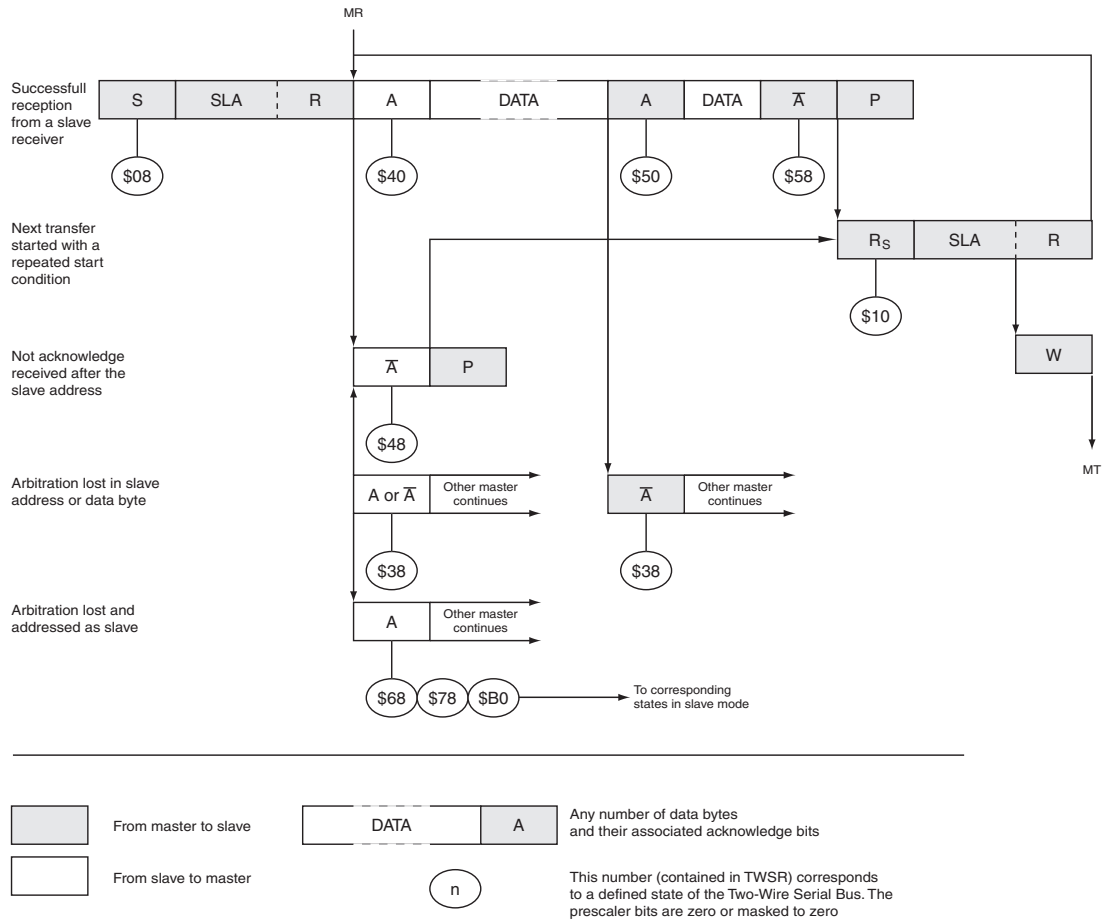 MR
Successfull
reception
from a slave
receiver
S SLA R A DATA A DATA A̅ P
$08 $40 $50 $58
Next transfer
started with a
repeated start
condition
RS SLA R
$10
Not acknowledge
received after the
slave address
A̅ P
W
$48
MT
Arbitration lost in slave
address or data byte
A or A̅ Other master
continues
A̅ Other master
continues
$38 $38
Arbitration lost and
addressed as slave
A Other master
continues
$68 $78 $B0 To corresponding
states in slave mode
From master to slave
DATA A
Any number of data bytes
and their associated acknowledge bits
From slave to master
n
This number (contained in TWSR) corresponds
to a defined state of the Two-Wire Serial Bus. The
prescaler bits are zero or masked to zero